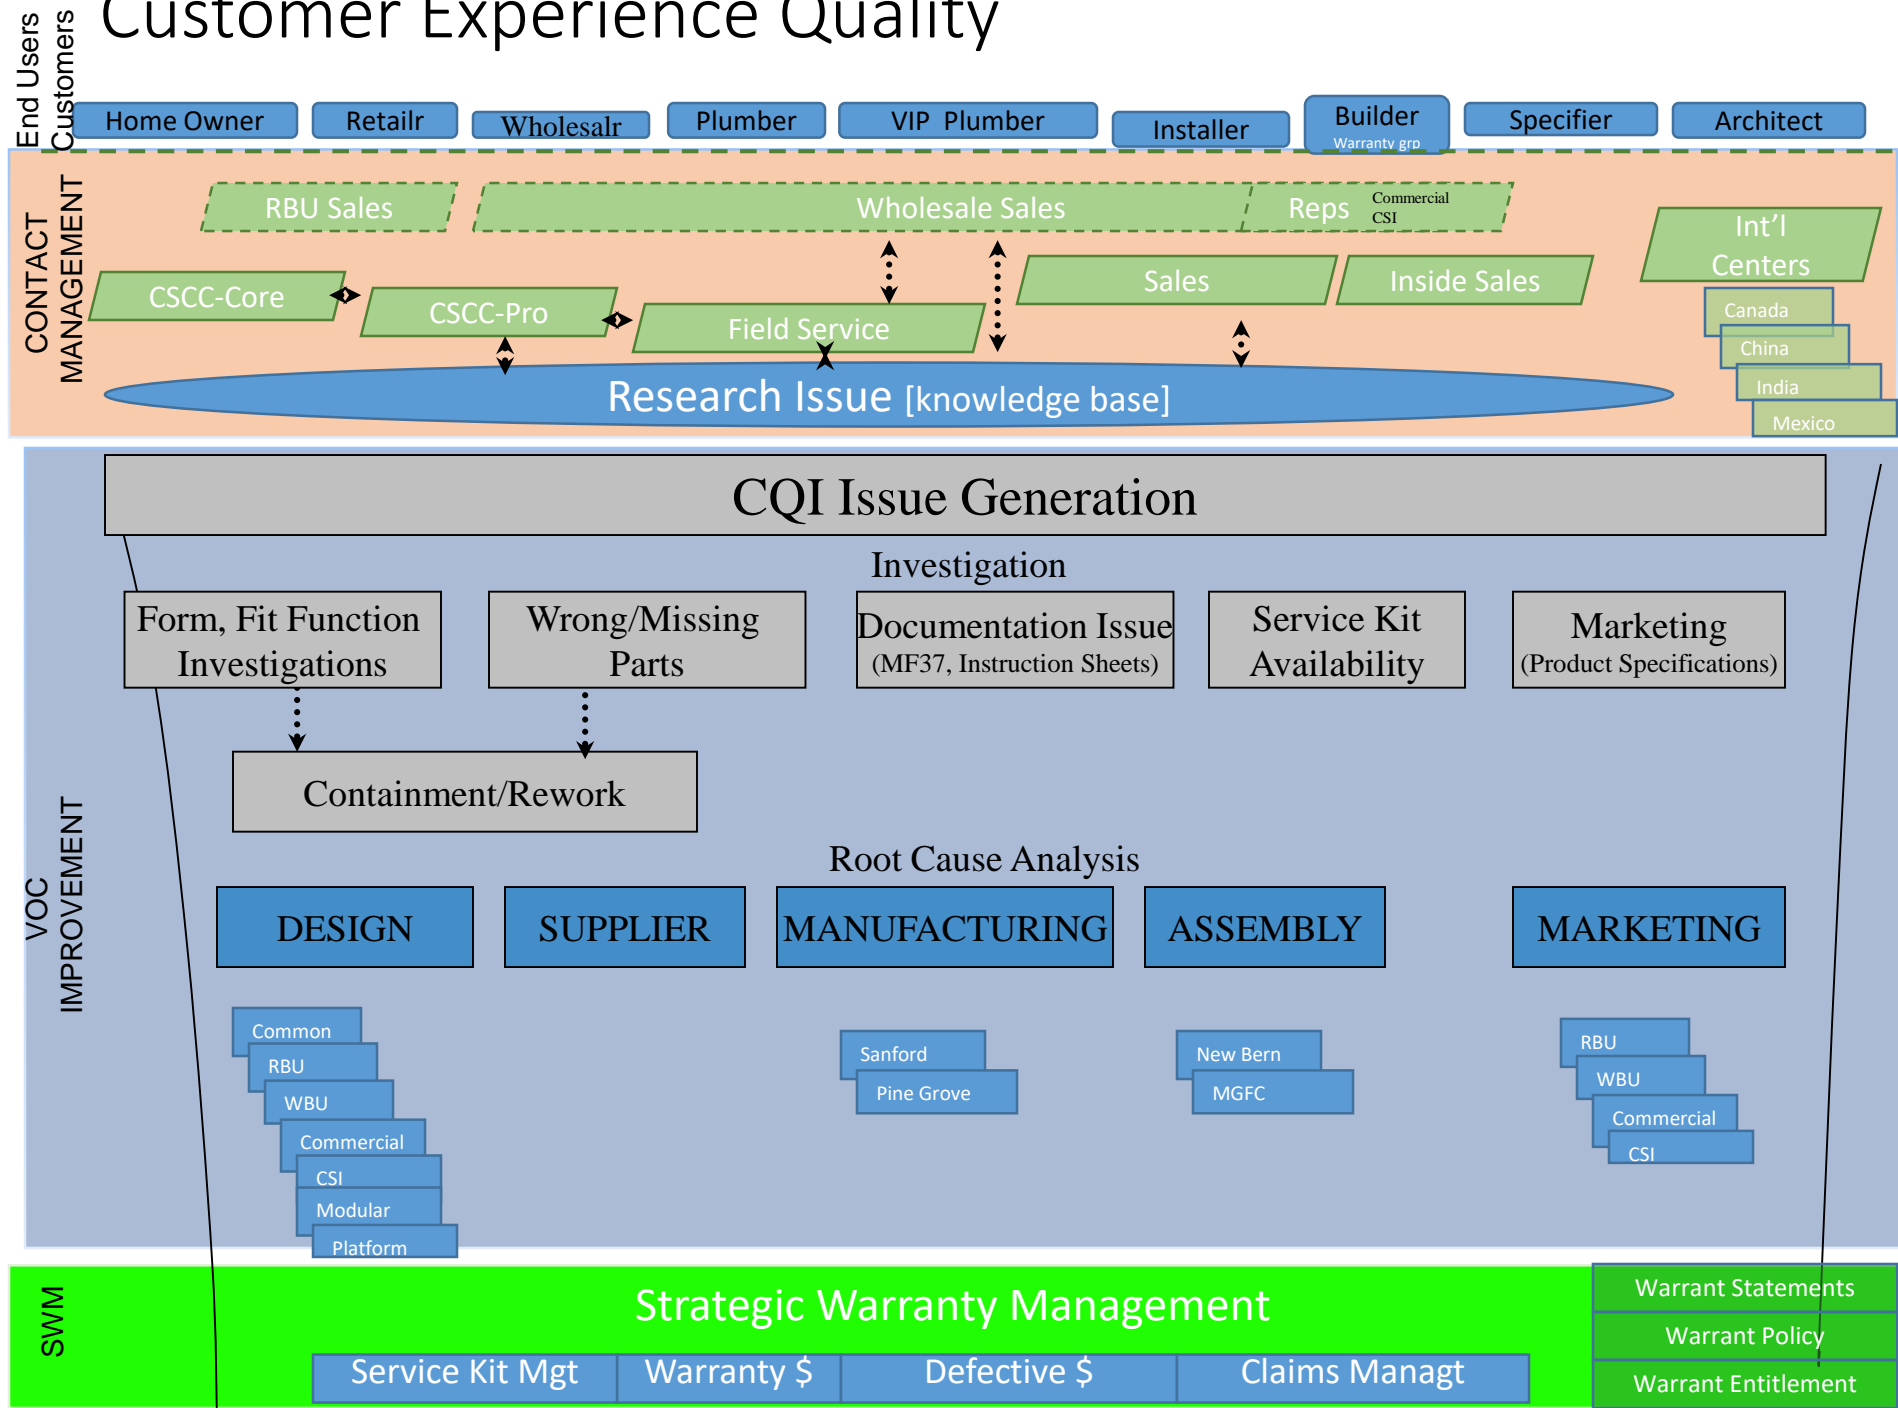 Customer Experience Quality
End Users
Customers
Home Owner
Retailr
Wholesalr
Plumber
VIP Plumber
Installer
Builder
Warranty grp
Specifier
Architect
CONTACT
MANAGEMENT
RBU Sales
Wholesale Sales
Reps
Commercial
CSI
Int'l
Centers
CSCC-Core
CSCC-Pro
Field Service
Sales
Inside Sales
Canada
China
India
Mexico
Research Issue [knowledge base]
VOC
IMPROVEMENT
CQI Issue Generation
Investigation
Form, Fit Function
Investigations
Wrong/Missing
Parts
Documentation Issue
(MF37, Instruction Sheets)
Service Kit
Availability
Marketing
(Product Specifications)
Containment/Rework
Root Cause Analysis
DESIGN
SUPPLIER
MANUFACTURING
ASSEMBLY
MARKETING
Common
RBU
WBU
Commercial
CSI
Modular
Platform
Sanford
Pine Grove
New Bern
MGFC
RBU
WBU
Commercial
CSI
SWM
Strategic Warranty Management
Service Kit Mgt
Warranty $
Defective $
Claims Managt
Warrant Statements
Warrant Policy
Warrant Entitlement